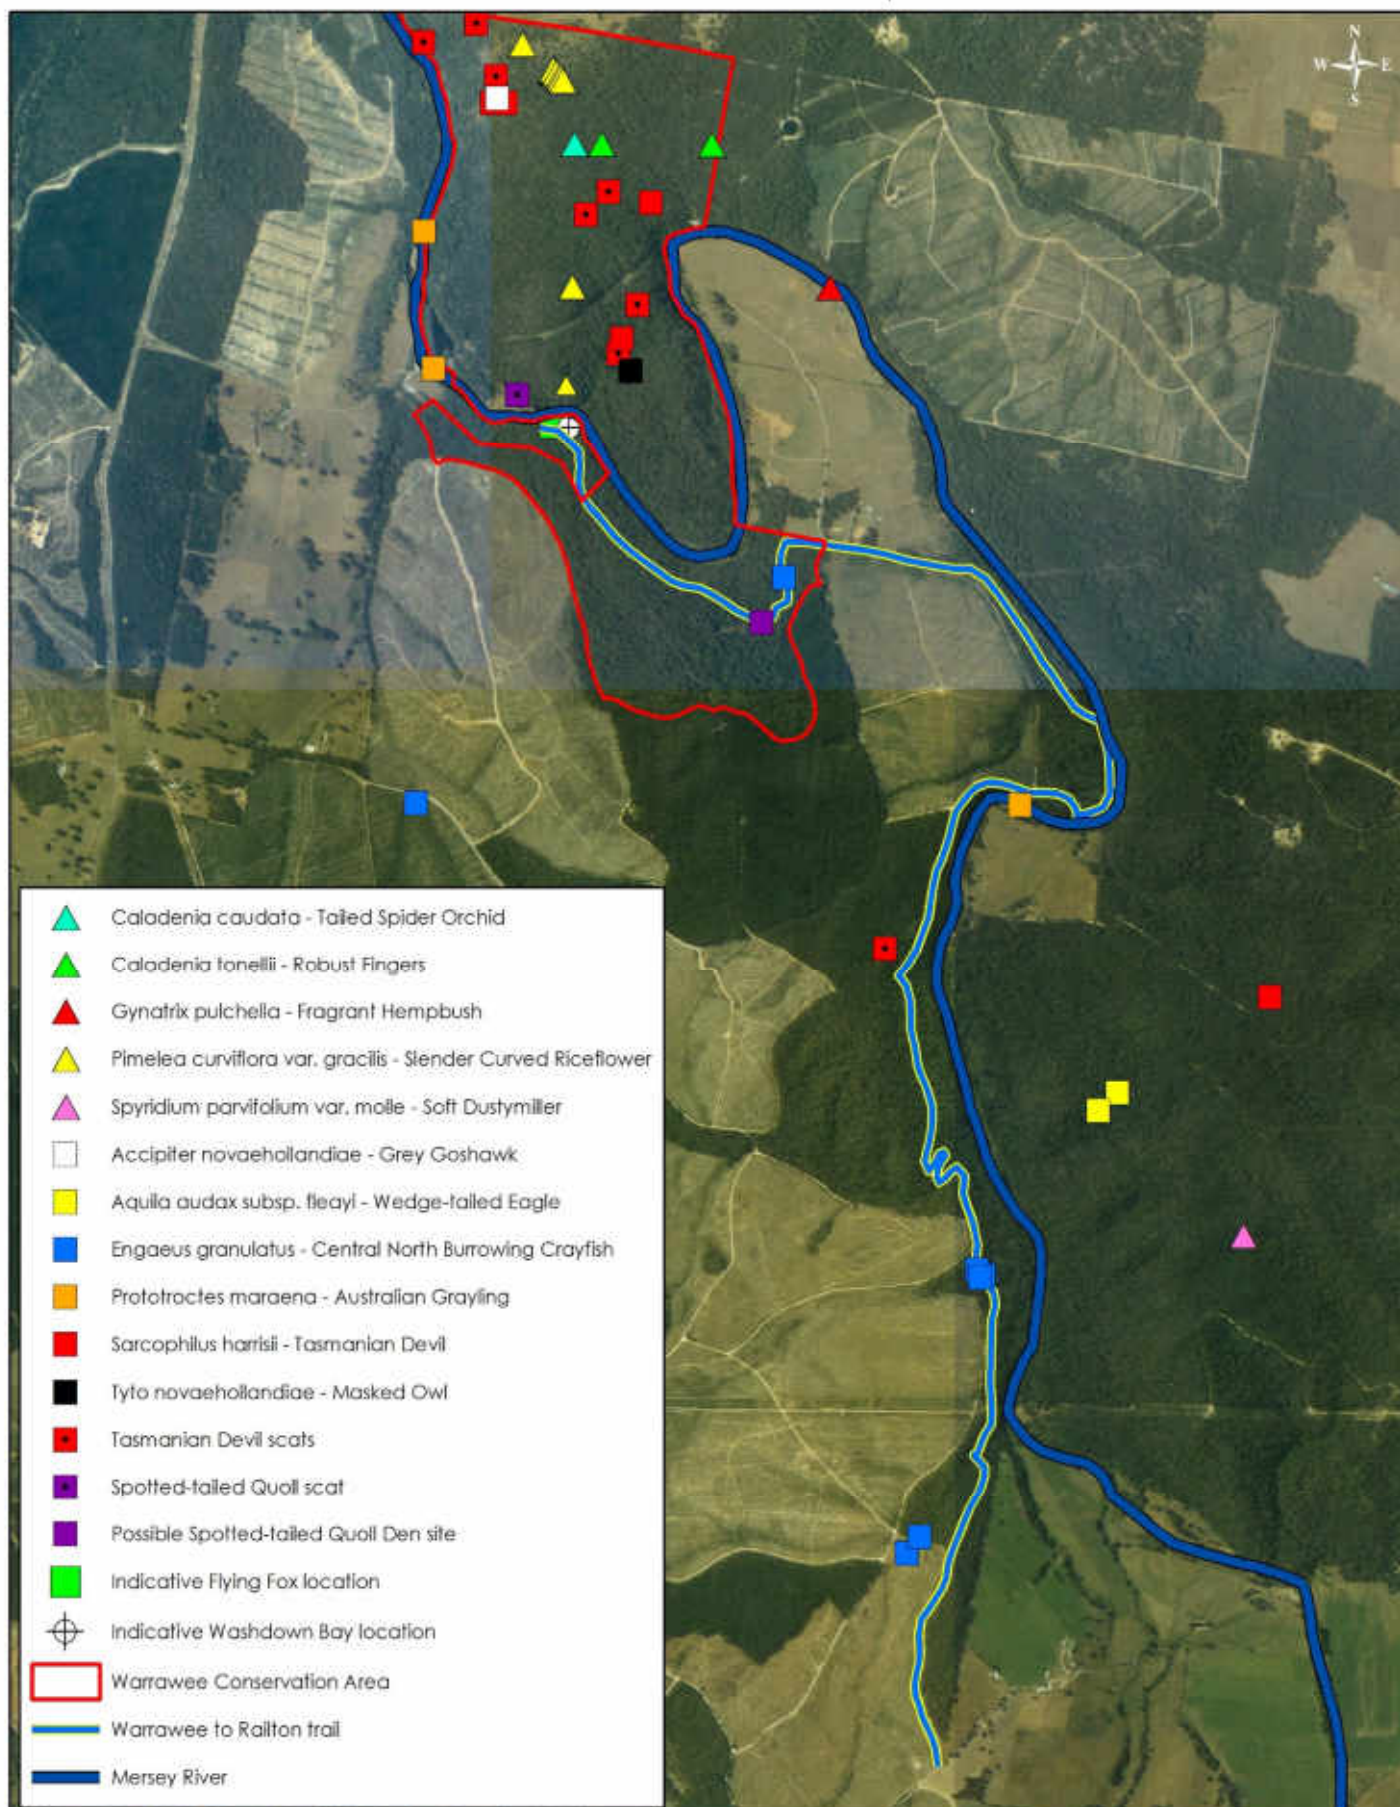 N
W E
S
Caladenia caudata - Tailed Spider Orchid
Caladenia tonellii - Robust Fingers
Gynatrix pulchella - Fragrant Hempbush
Pimelea curviflora var. gracilis - Slender Curved Riceflower
Spyridium parvifolium var. molle - Soft Dustymiller
Accipiter novaehollandiae - Grey Goshawk
Aquila audax subsp. fleayi - Wedge-tailed Eagle
Engaeus granulatus - Central North Burrowing Crayfish
Prototroctes maraena - Australian Grayling
Sarcophilus harrisii - Tasmanian Devil
Tyto novaehollandiae - Masked Owl
Tasmanian Devil scats
Spotted-tailed Quoll scat
Possible Spotted-tailed Quoll Den site
Indicative Flying Fox location
Indicative Washdown Bay location
Warrawee Conservation Area
Warrawee to Railton trail
Mersey River